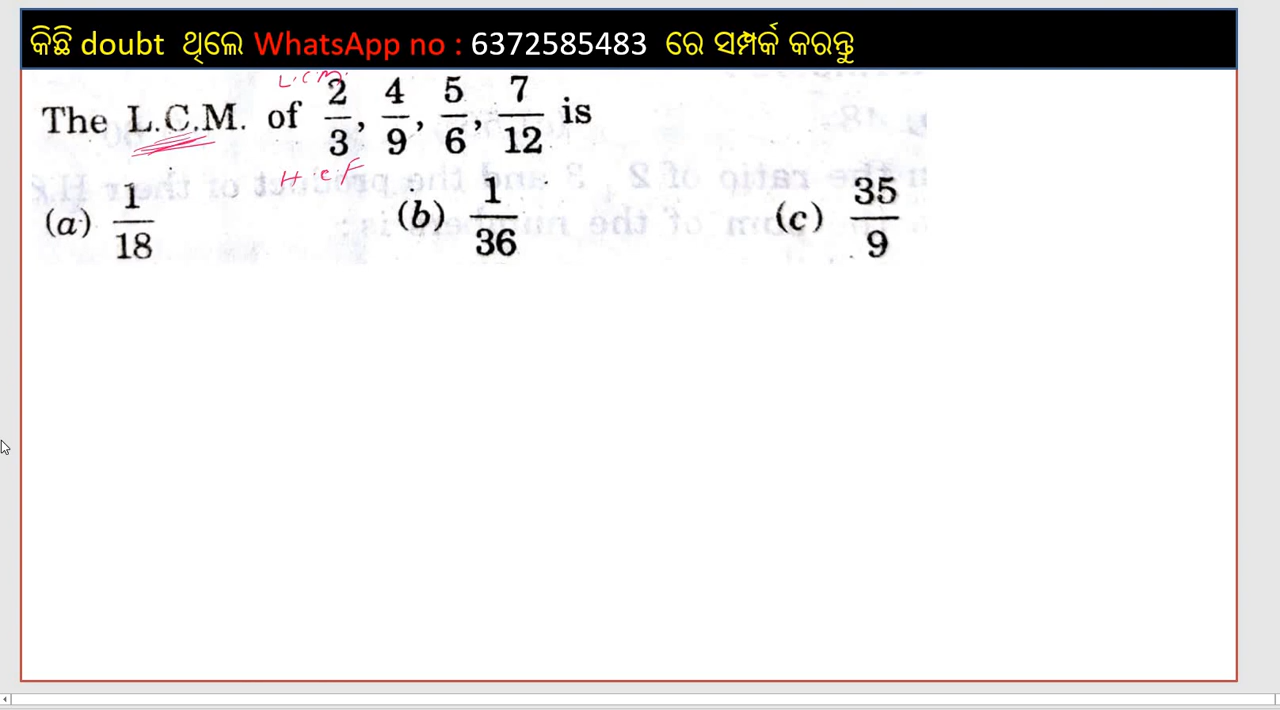 କିଛି doubt ଥିଲେ WhatsApp no : 6372585483 ରେ ସମ୍ପର୍କ କରନ୍ତୁ
L.C.M.
The L.C.M. of 2/3, 4/9, 5/6, 7/12 is
H.C.F
(a) 1/18 (b) 1/36 (c) 35/9